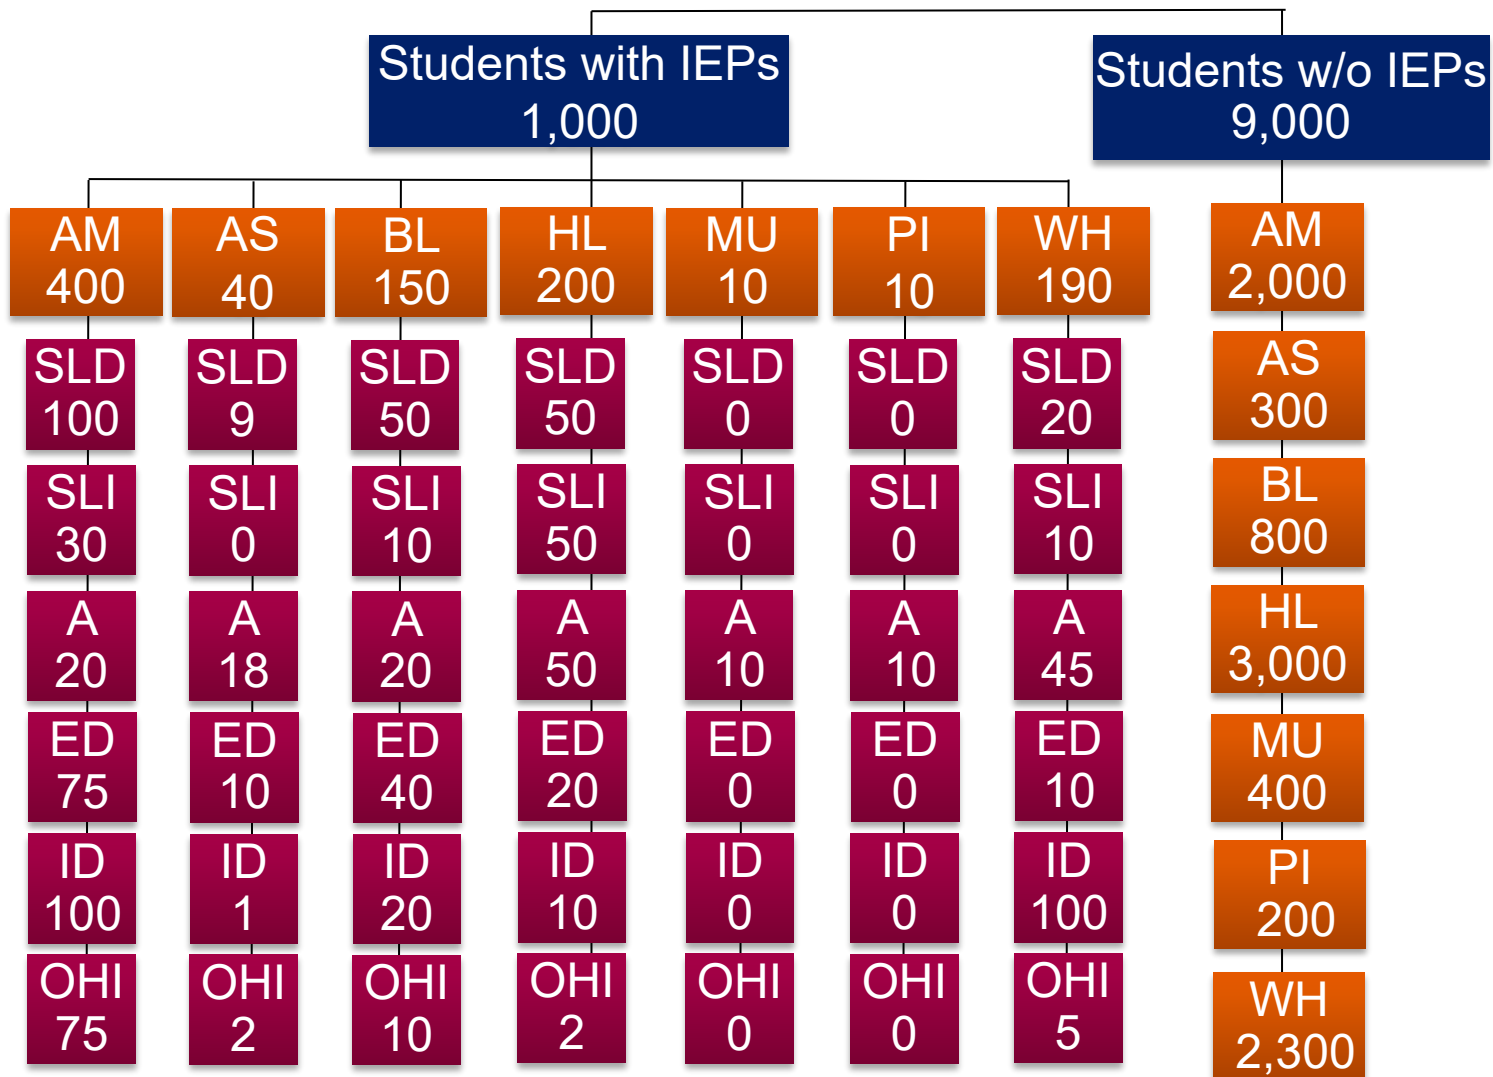 Students with IEPs
1,000
Students w/o IEPs
9,000
AM
400
AS
40
BL
150
HL
200
MU
10
PI
10
WH
190
SLD
100
SLD
9
SLD
50
SLD
50
SLD
0
SLD
0
SLD
20
SLI
30
SLI
0
SLI
10
SLI
50
SLI
0
SLI
0
SLI
10
A
20
A
18
A
20
A
50
A
10
A
10
A
45
ED
75
ED
10
ED
40
ED
20
ED
0
ED
0
ED
10
ID
100
ID
1
ID
20
ID
10
ID
0
ID
0
ID
100
OHI
75
OHI
2
OHI
10
OHI
2
OHI
0
OHI
0
OHI
5
AM
2,000
AS
300
BL
800
HL
3,000
MU
400
PI
200
WH
2,300